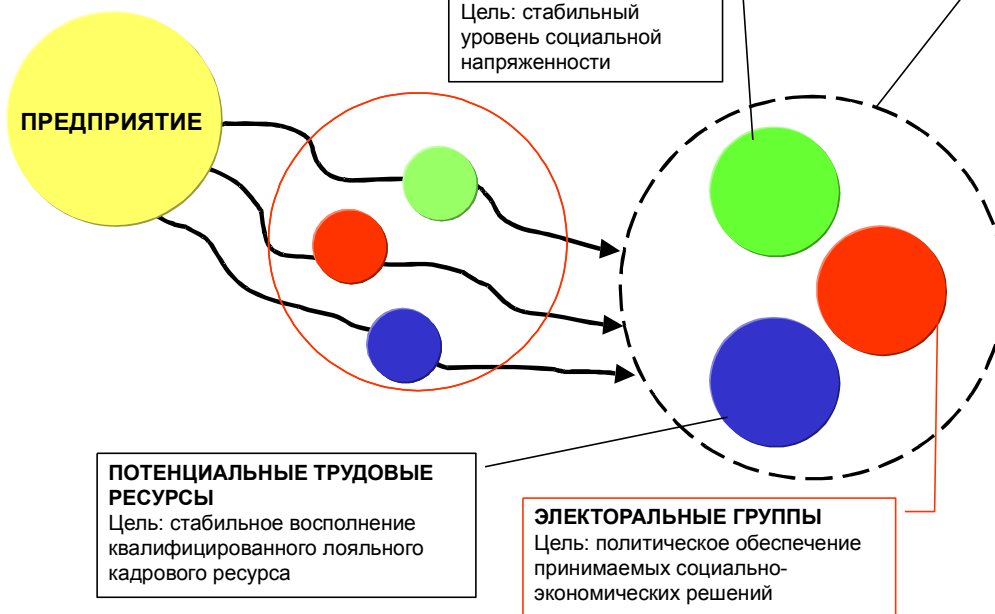 Цель: стабильный
уровень социальной
напряженности
ПРЕДПРИЯТИЕ
ПОТЕНЦИАЛЬНЫЕ ТРУДОВЫЕ
РЕСУРСЫ
Цель: стабильное восполнение
квалифицированного лояльного
кадрового ресурса
ЭЛЕКТОРАЛЬНЫЕ ГРУППЫ
Цель: политическое обеспечение
принимаемых социально-
экономических решений